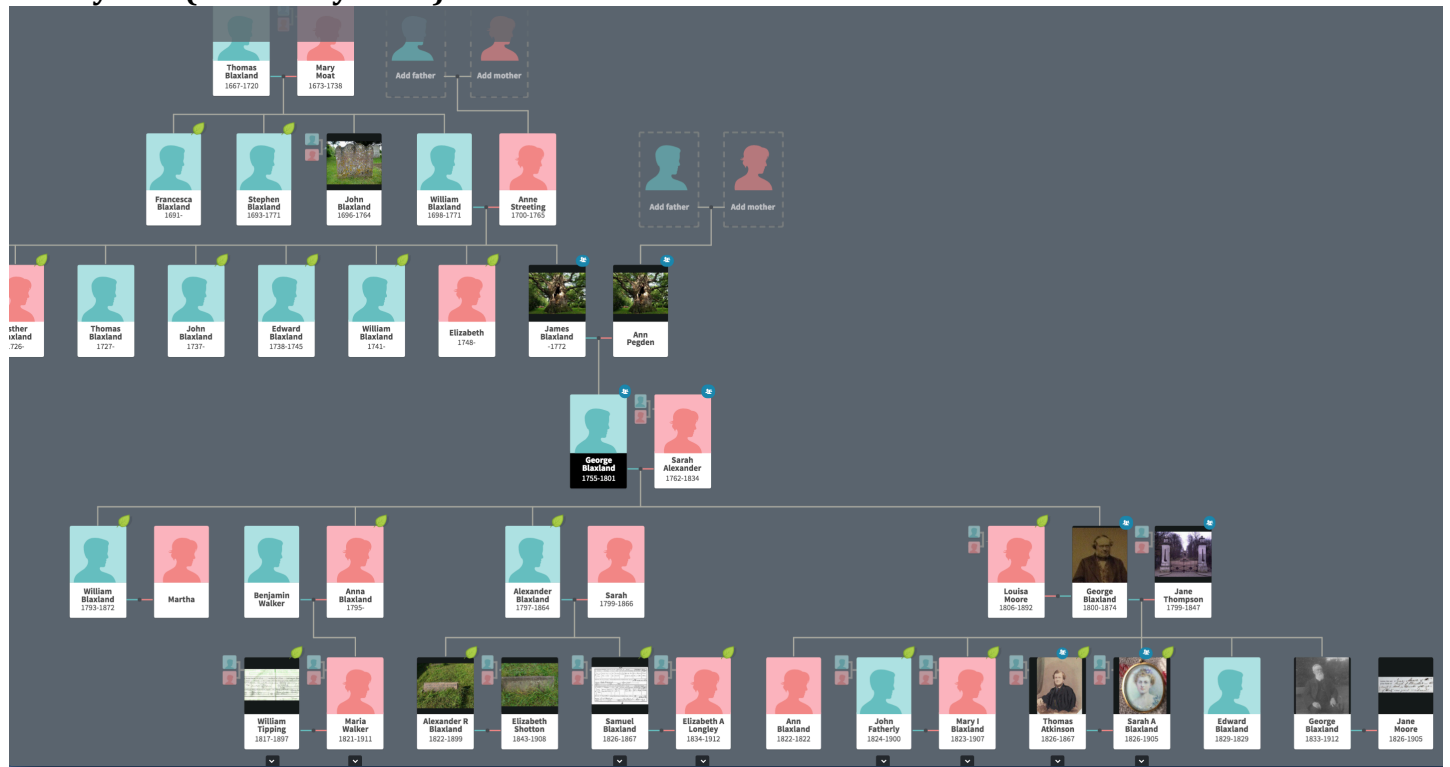 Thomas
Blaxland
1667-1720
Mary
Moat
1673-1738
Add father
Add mother
Francesca
Blaxland
1691-
Stephen
Blaxland
1693-1771
John
Blaxland
1696-1764
William
Blaxland
1698-1771
Anne
Streeting
1700-1765
Add father
Add mother
sther
axland
1726-
Thomas
Blaxland
1727-
John
Blaxland
1737-
Edward
Blaxland
1738-1745
William
Blaxland
1741-
Elizabeth
1748-
James
Blaxland
-1772
Ann
Pegden
George
Blaxland
1755-1801
Sarah
Alexander
1762-1834
William
Blaxland
1793-1872
Martha
Benjamin
Walker
Anna
Blaxland
1795-
Alexander
Blaxland
1797-1864
Sarah
1799-1866
Louisa
Moore
1806-1892
George
Blaxland
1800-1874
Jane
Thompson
1799-1847
William
Tipping
1817-1897
Maria
Walker
1821-1911
Alexander R
Blaxland
1822-1899
Elizabeth
Shotton
1843-1908
Samuel
Blaxland
1826-1867
Elizabeth A
Longley
1834-1912
Ann
Blaxland
1822-1822
John
Fatherly
1824-1900
Mary I
Blaxland
1823-1907
Thomas
Atkinson
1826-1867
Sarah A
Blaxland
1826-1905
Edward
Blaxland
1829-1829
George
Blaxland
1833-1912
Jane
Moore
1826-1905